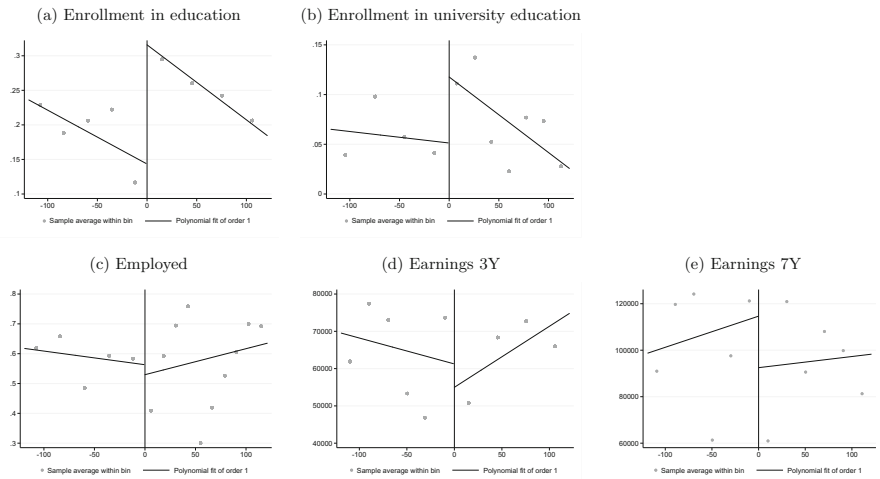 (a) Enrollment in education
(b) Enrollment in university education
.3
.25
.2
.15
.1
-100 -50 0 50 100
Sample average within bin Polynomial fit of order 1
.15
.1
.05
0
-100 -50 0 50 100
Sample average within bin Polynomial fit of order 1
(c) Employed
(d) Earnings 3Y
(e) Earnings 7Y
.8
.7
.6
.5
.4
.3
-100 -50 0 50 100
Sample average within bin Polynomial fit of order 1
80000
70000
60000
50000
40000
-100 -50 0 50 100
Sample average within bin Polynomial fit of order 1
120000
100000
80000
60000
-100 -50 0 50 100
Sample average within bin Polynomial fit of order 1